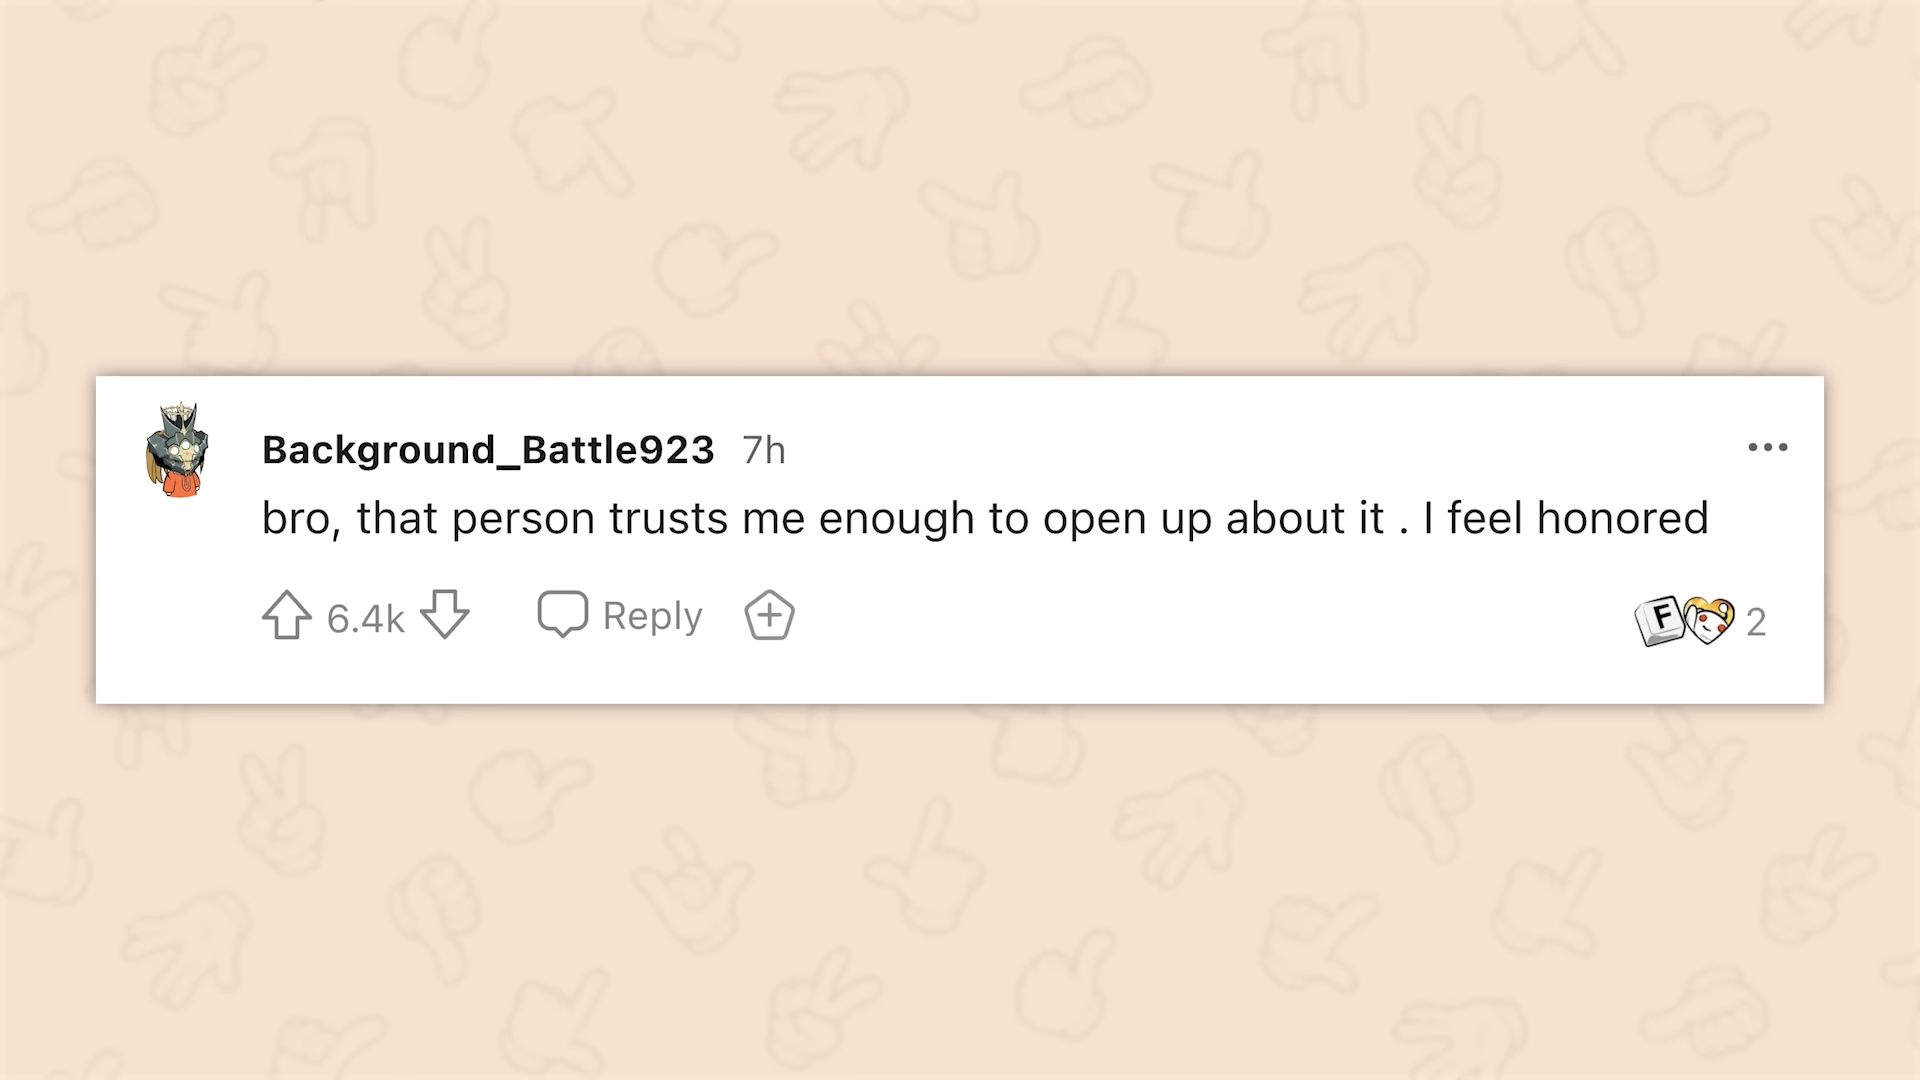 Background_Battle923 7h
bro, that person trusts me enough to open up about it . I feel honored
6.4k Reply F 2